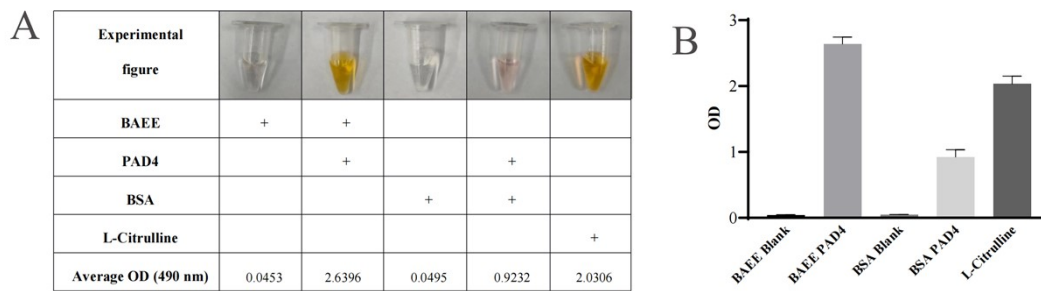 A
Experimental
figure
BAEE + +
PAD4 + +
BSA + +
L-Citrulline +
Average OD (490 nm) 0.0453 2.6396 0.0495 0.9232 2.0306
B
OD
3
2
1
0
BAEE Blank
BAEE PAD4
BSA Blank
BSA PAD4
L-Citrulline